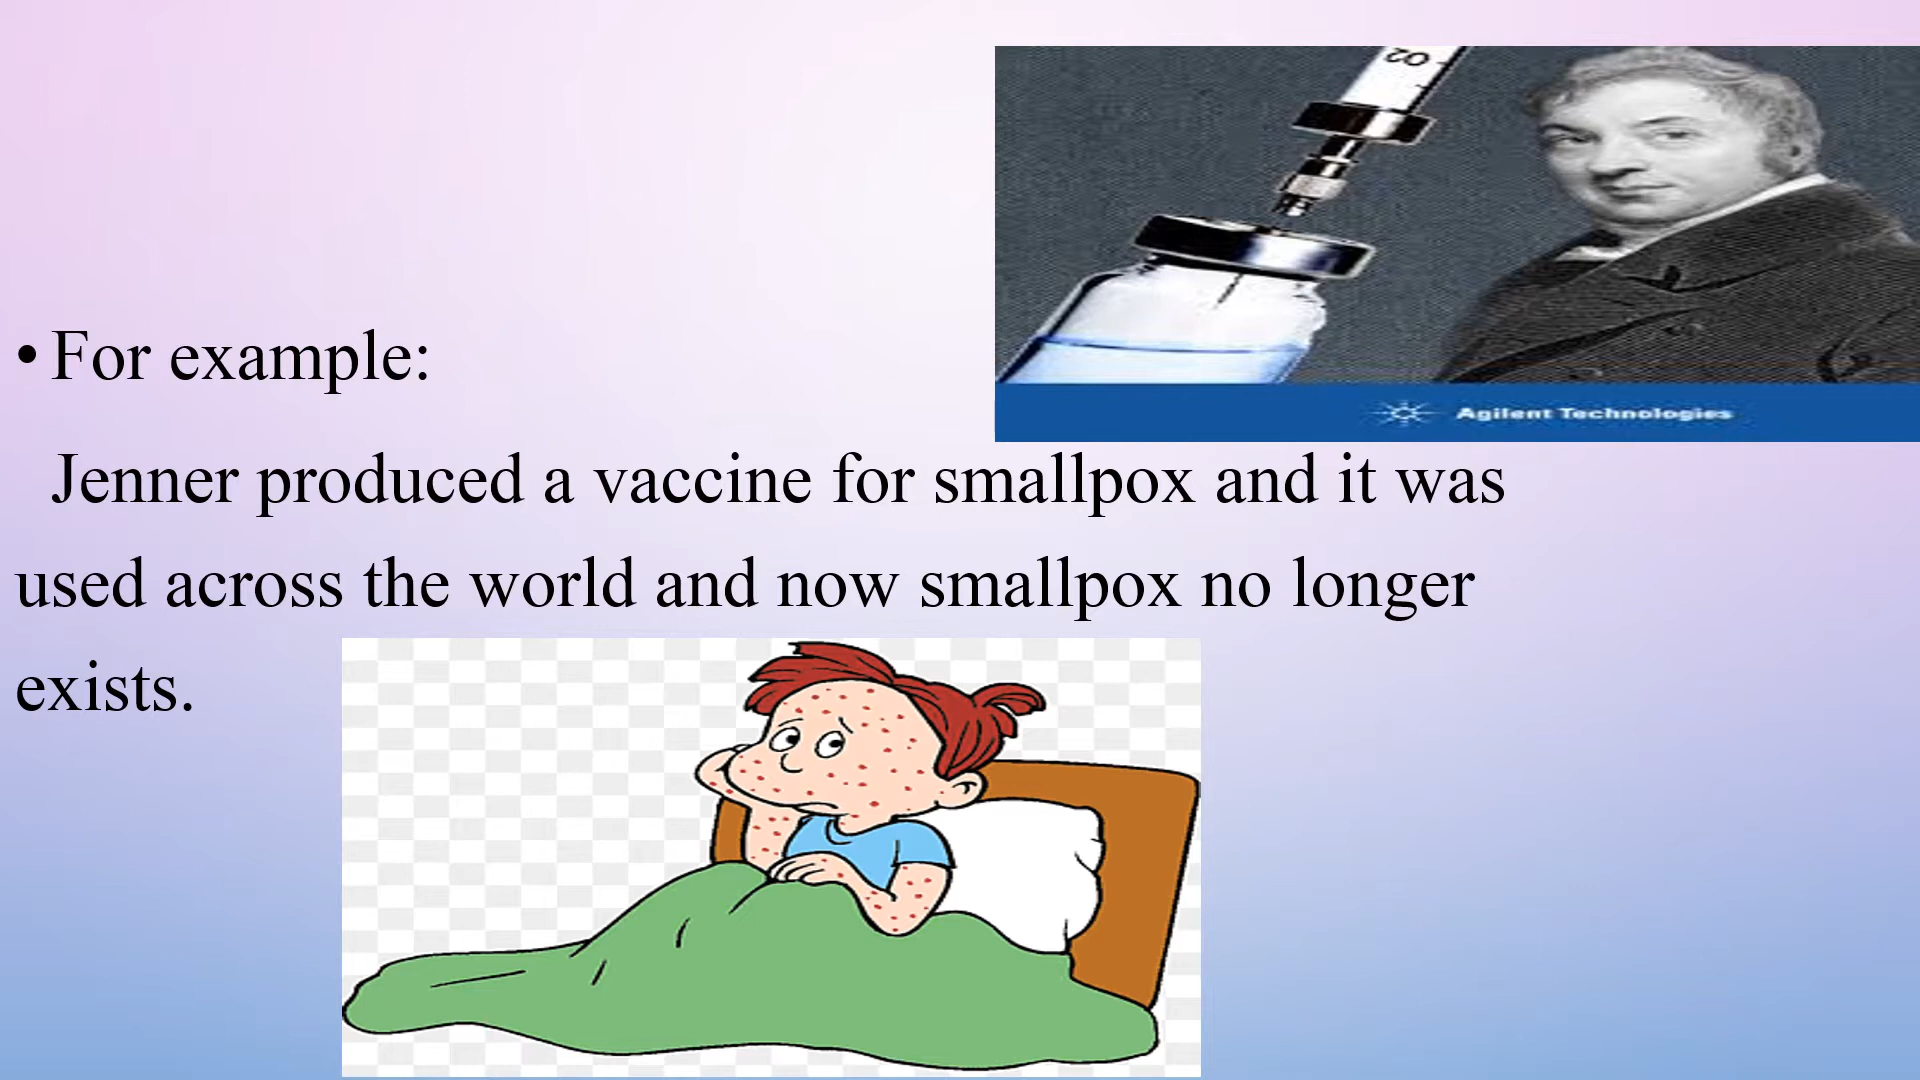 Agilent Technologies
• For example:
Jenner produced a vaccine for smallpox and it was
used across the world and now smallpox no longer
exists.